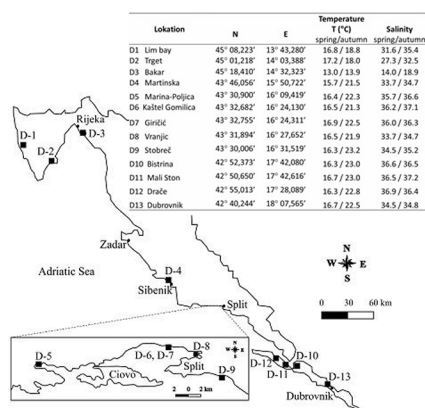 Lokation N E Temperature T (°C) spring/autumn Salinity spring/autumn
D1 Lim bay 45° 08,223’ 13° 43,280’ 16.8 / 18.8 31.6 / 35.4
D2 Trget 45° 01,218’ 14° 03,388’ 17.2 / 18.0 27.3 / 32.5
D3 Bakar 45° 18,410’ 14° 32,323’ 13.0 / 13.9 14.0 / 18.9
D4 Martinska 43° 46,056’ 15° 50,722’ 15.7 / 21.5 33.7 / 34.7
D5 Marina-Poljica 43° 30,900’ 16° 09,419’ 16.4 / 22.3 35.7 / 36.6
D6 Kaštel Gomilica 43° 32,682’ 16° 24,130’ 16.5 / 21.3 36.2 / 37.1
D7 Giričić 43° 32,755’ 16° 24,311’ 16.9 / 22.5 36.0 / 36.3
D8 Vranjic 43° 31,894’ 16° 27,652’ 16.5 / 21.9 33.7 / 34.7
D9 Stobreč 43° 30,006’ 16° 31,519’ 16.3 / 23.2 34.5 / 35.2
D10 Bistrina 42° 52,373’ 17° 42,080’ 16.3 / 23.0 36.6 / 36.5
D11 Mali Ston 42° 50,650’ 17° 42,616’ 16.3 / 23.0 36.5 / 37.2
D12 Drače 42° 55,013’ 17° 28,089’ 16.3 / 22.8 36.9 / 36.4
D13 Dubrovnik 42° 40,244’ 18° 07,565’ 16.7 / 22.5 34.5 / 34.8
Rijeka
D-1
D-3
D-2
Zadar
Adriatic Sea
D-4
Šibenik
N
W E
S
0 30 60 km
Split
D-5
D-6, D-7
D-8
Split
Ciovo
D-9
N
W E
S
2 0 2 km
D-12
D-10
D-11
D-13
Dubrovnik